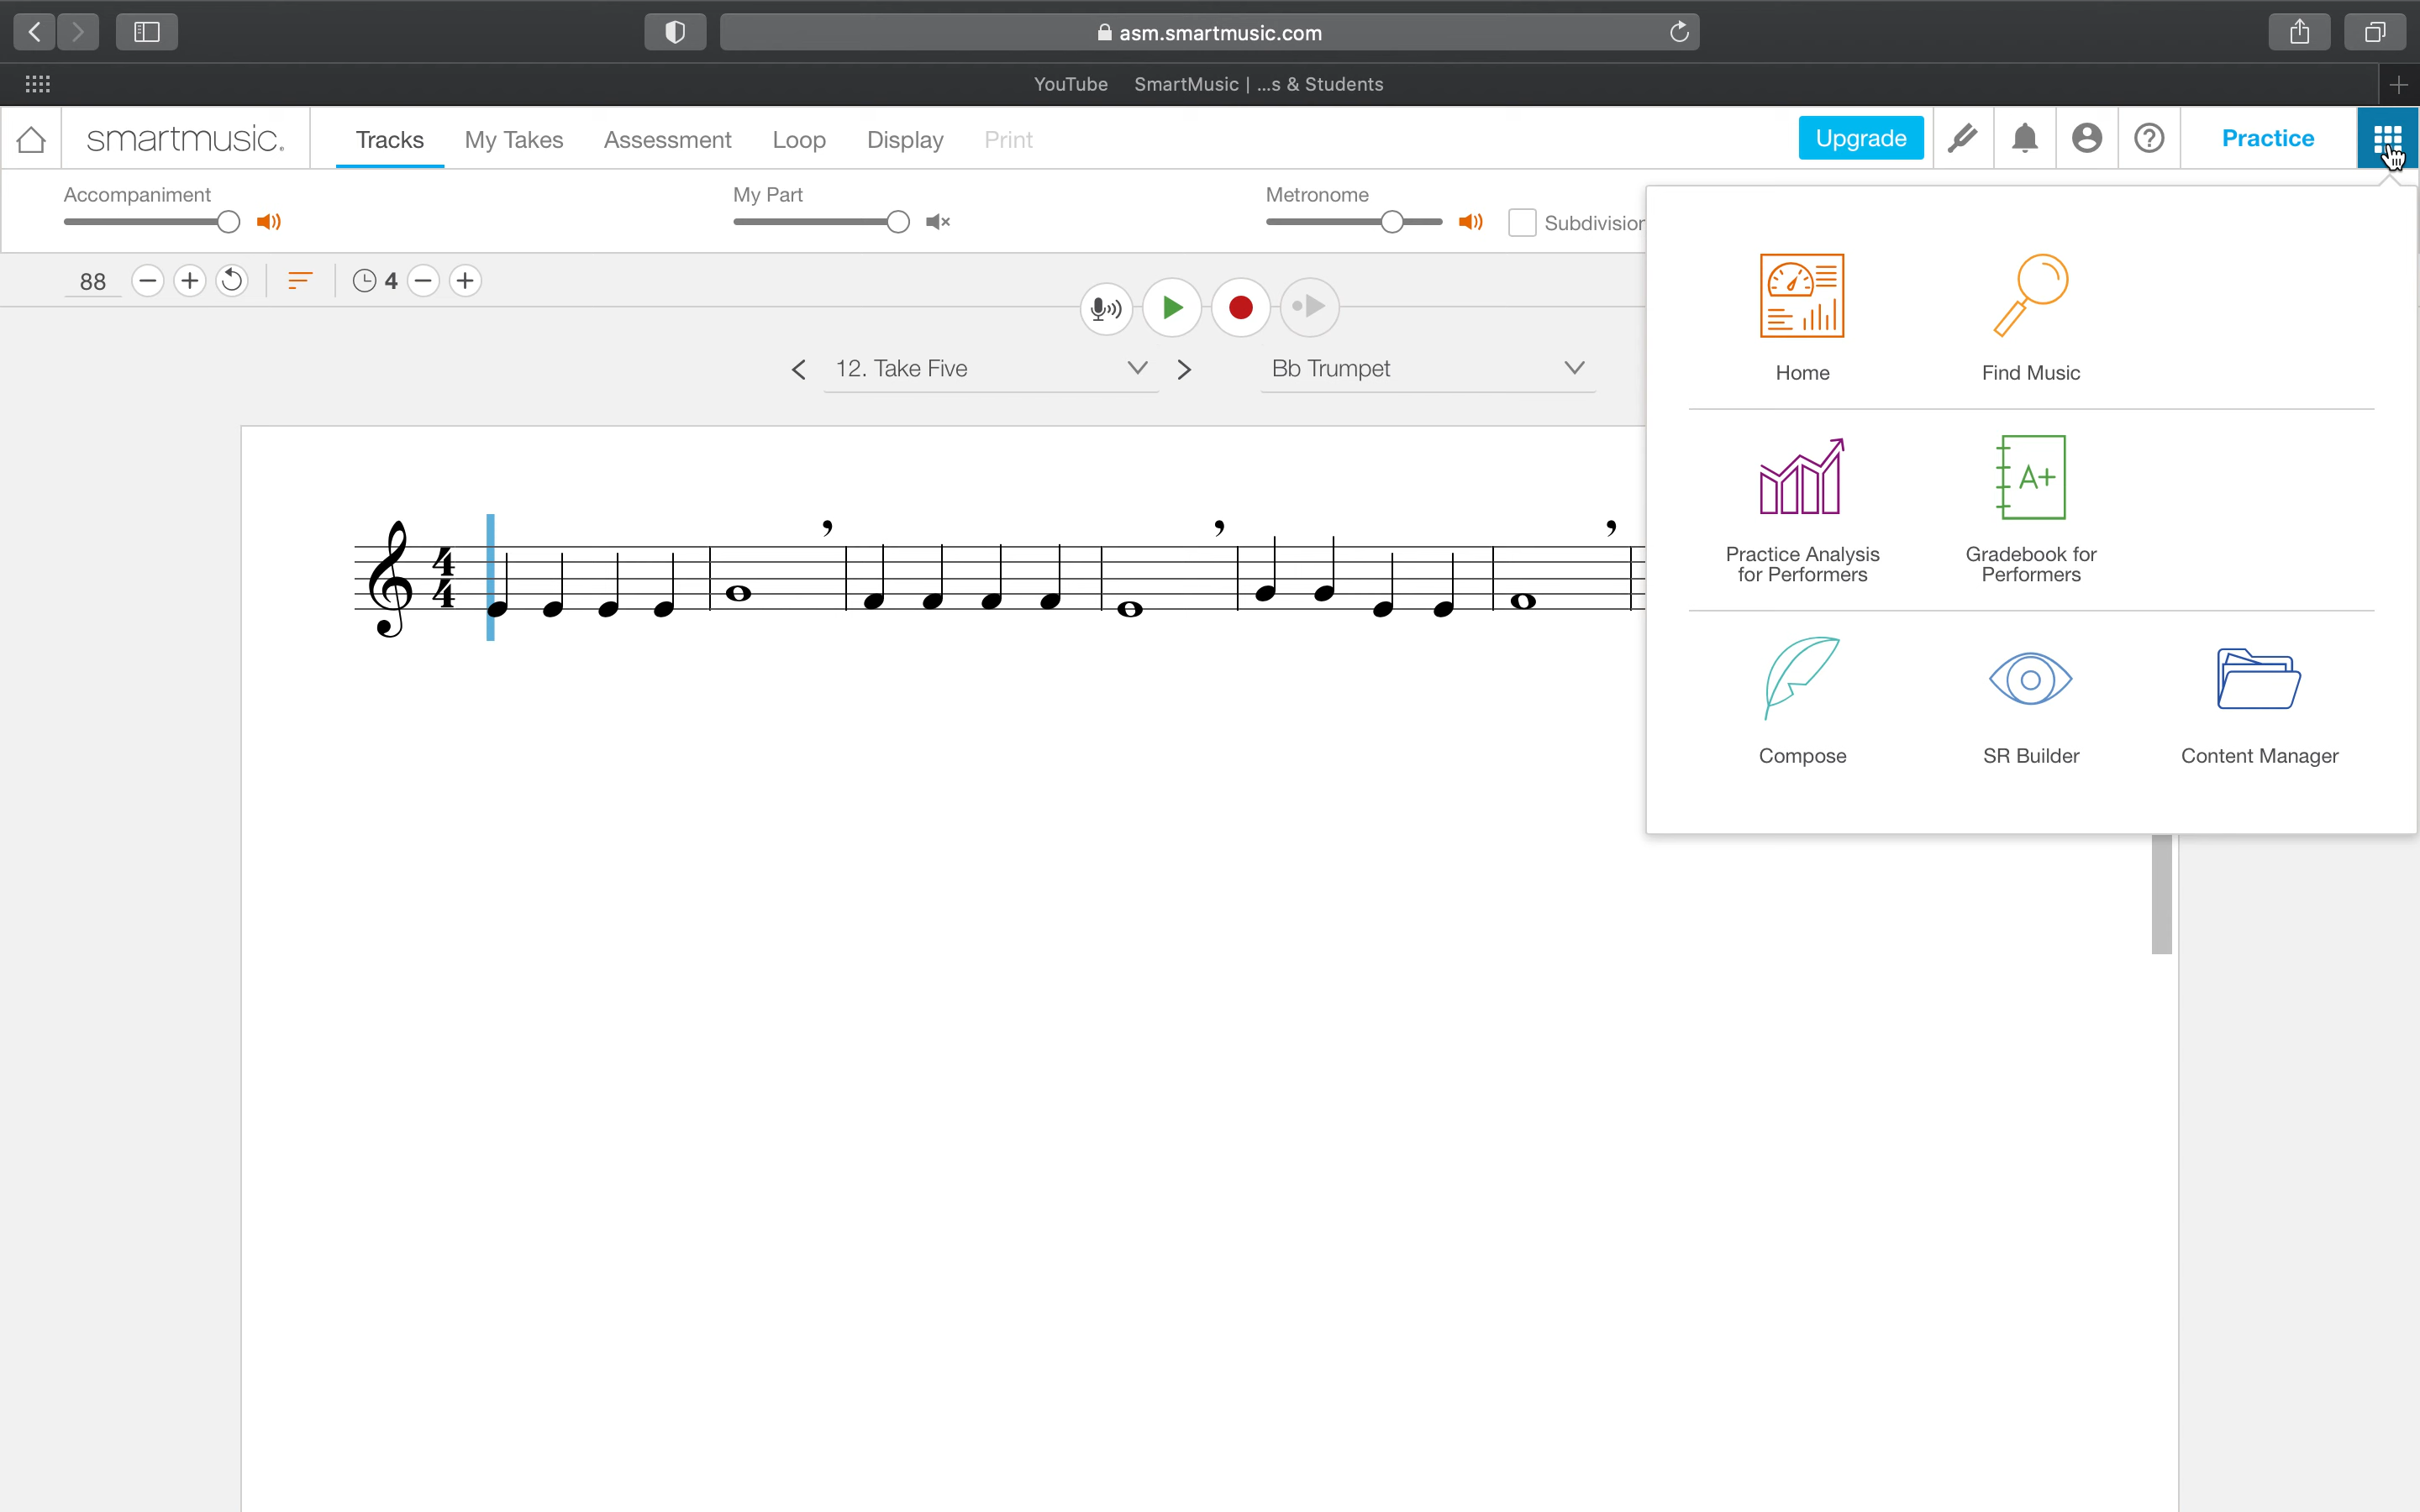 asm.smartmusic.com
YouTube SmartMusic | ...s & Students
smartmusic. Tracks My Takes Assessment Loop Display Print Upgrade Practice
Accompaniment My Part Metronome
Subdivision
88 4
12. Take Five Bb Trumpet
4
4
Home Find Music
A+
Practice Analysis
for Performers
Gradebook for
Performers
Compose SR Builder Content Manager